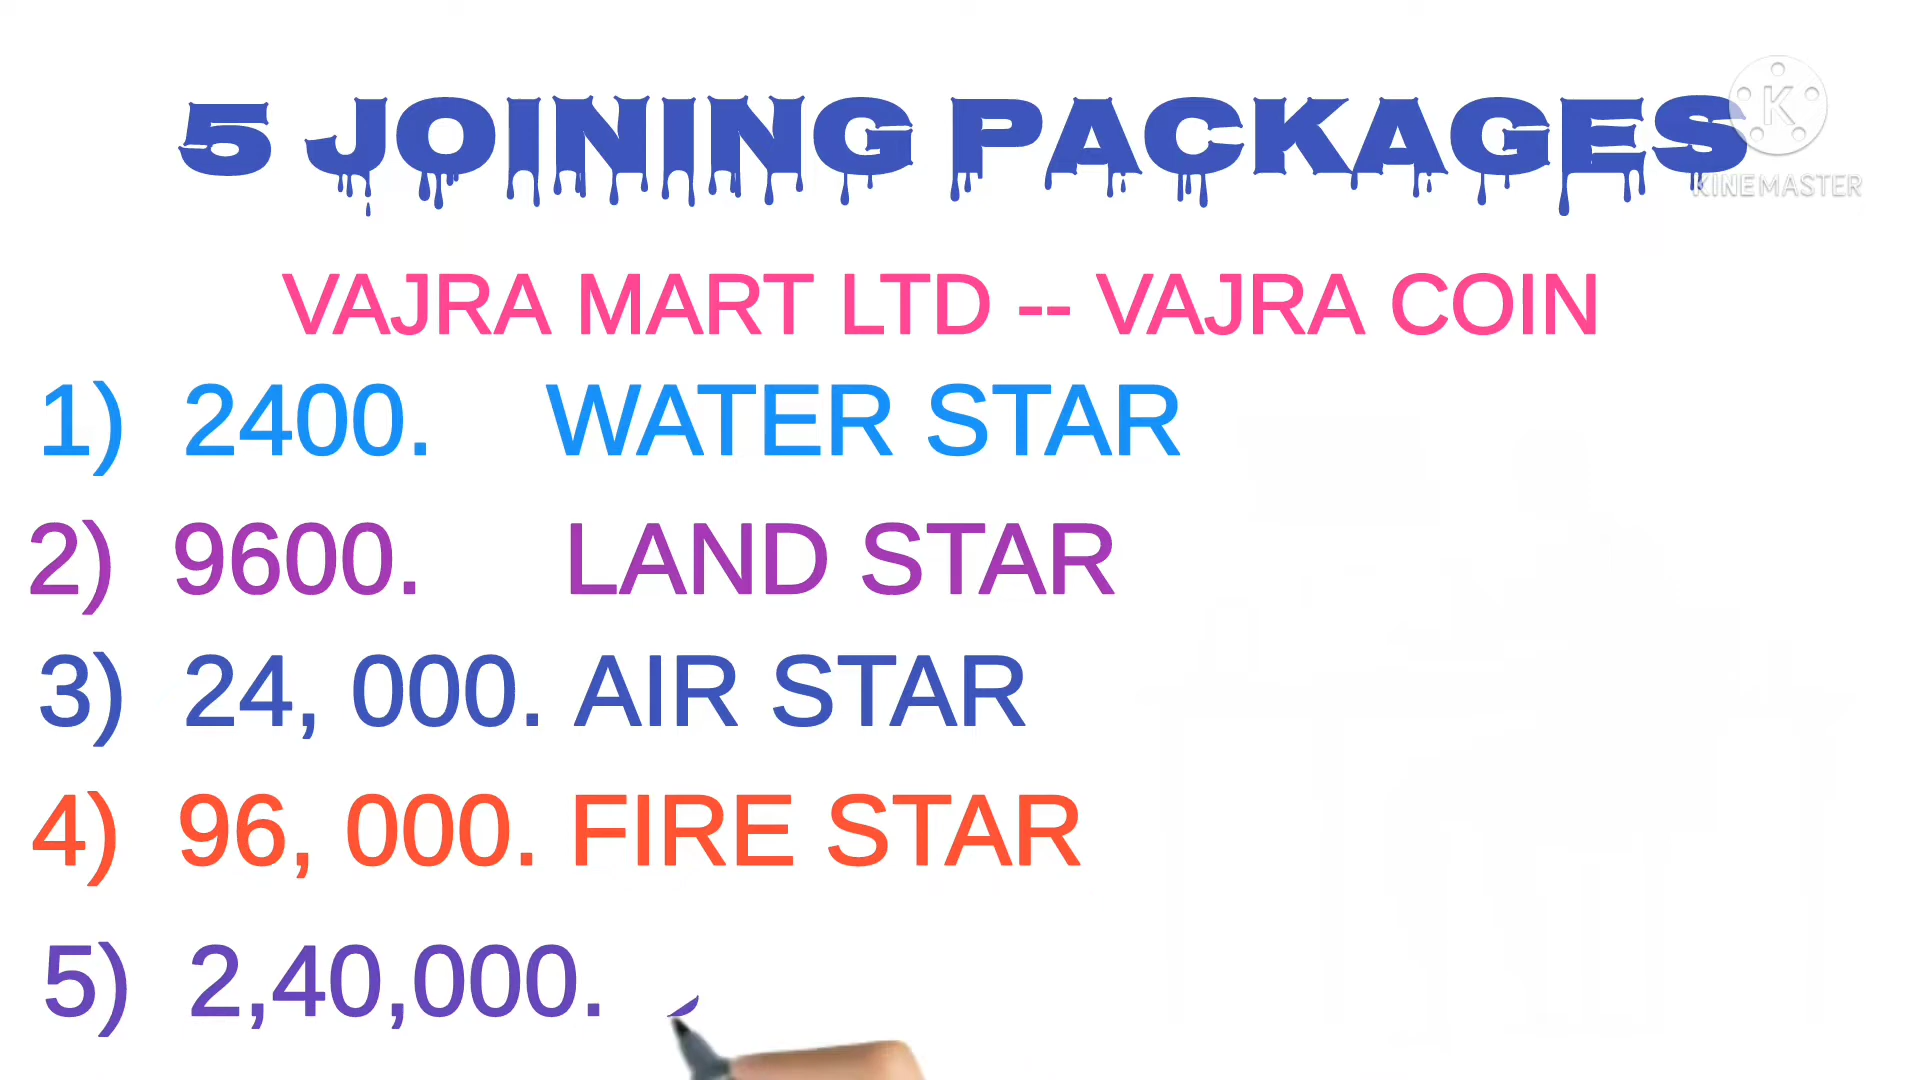 5 JOINING PACKAGES
KINEMASTER
VAJRA MART LTD -- VAJRA COIN
1) 2400. WATER STAR
2) 9600. LAND STAR
3) 24, 000. AIR STAR
4) 96, 000. FIRE STAR
5) 2,40,000.